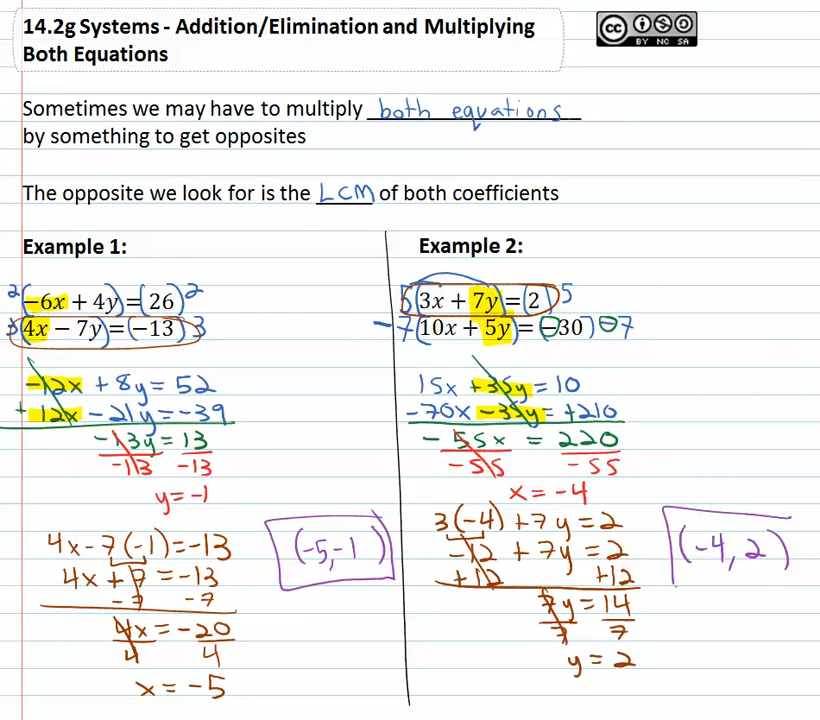 14.2g Systems - Addition/Elimination and Multiplying
Both Equations
cc BY NC SA
Sometimes we may have to multiply both equations
by something to get opposites
The opposite we look for is the LCM of both coefficients
Example 1:
2(-6x + 4y)=(26)2
3(4x − 7y)=(−13)3
-12x + 8y = 52
+ 12x - 21y = -39
-13y = 13
-13 -13
y = -1
4x - 7(-1) = -13
4x + 7 = -13
- 7 - 7
4x = -20
4 4
x = -5
(-5, -1)
Example 2:
5(3x + 7y)=(2)5
-7(10x + 5y)=(−30)-7
15x + 35y = 10
-70x - 35y = +210
- 55x = 220
- 55 - 55
x = -4
3(-4) + 7y = 2
-12 + 7y = 2
+12 +12
7y = 14
7 7
y = 2
(-4, 2)